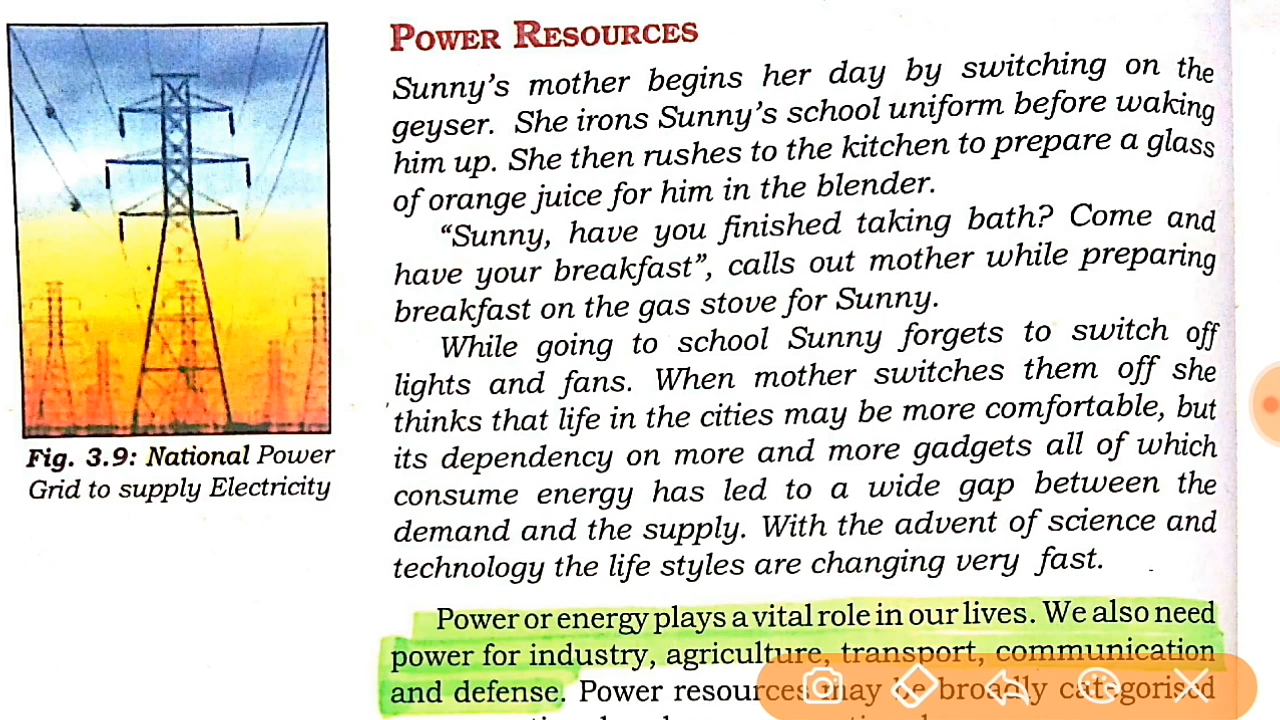 POWER RESOURCES
Sunny's mother begins her day by switching on the
geyser. She irons Sunny's school uniform before waking
him up. She then rushes to the kitchen to prepare a glass
of orange juice for him in the blender.
"Sunny, have you finished taking bath? Come and
have your breakfast", calls out mother while preparing
breakfast on the gas stove for Sunny.
While going to school Sunny forgets to switch off
lights and fans. When mother switches them off she
thinks that life in the cities may be more comfortable, but
its dependency on more and more gadgets all of which
consume energy has led to a wide gap between the
demand and the supply. With the advent of science and
technology the life styles are changing very fast.
Fig. 3.9: National Power
Grid to supply Electricity
Power or energy plays a vital role in our lives. We also need
power for industry, agriculture, transport, communication
and defense. Power resources may be broadly categorised